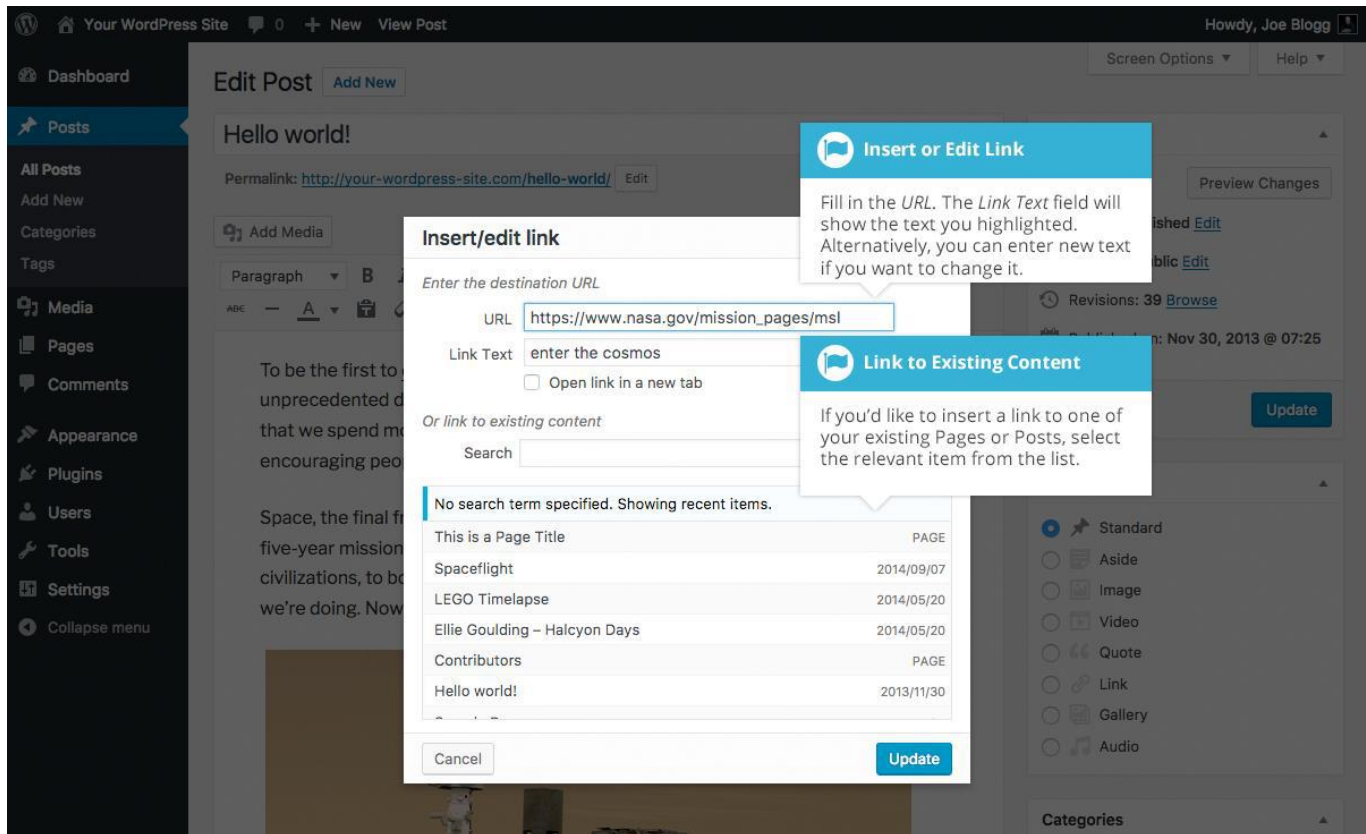 Your WordPress Site 0 + New View Post Howdy, Joe Blogg
Screen Options Help
Dashboard
Posts
All Posts
Add New
Categories
Tags
Media
Pages
Comments
Appearance
Plugins
Users
Tools
Settings
Collapse menu
Edit Post Add New
Hello world!
Permalink: http://your-wordpress-site.com/hello-world/ Edit
Add Media
Paragraph B
ABC A
To be the first to
unprecedented
that we spend
encouraging
Space, the final
five-year mission
civilizations, to
we're doing. Now
Insert/edit link
Enter the destination URL
URL https://www.nasa.gov/mission_pages/msl
Link Text enter the cosmos
Open link in a new tab
Or link to existing content
Search
No search term specified. Showing recent items.
This is a Page Title PAGE
Spaceflight 2014/09/07
LEGO Timelapse 2014/05/20
Ellie Goulding – Halcyon Days 2014/05/20
Contributors PAGE
Hello world! 2013/11/30
Cancel Update
Insert or Edit Link
Fill in the URL. The Link Text field will
show the text you highlighted.
Alternatively, you can enter new text
if you want to change it.
Link to Existing Content
If you'd like to insert a link to one of
your existing Pages or Posts, select
the relevant item from the list.
Preview Changes
Edit
Edit
Revisions: 39 Browse
Nov 30, 2013 @ 07:25
Update
Standard
Aside
Image
Video
Quote
Link
Gallery
Audio
Categories